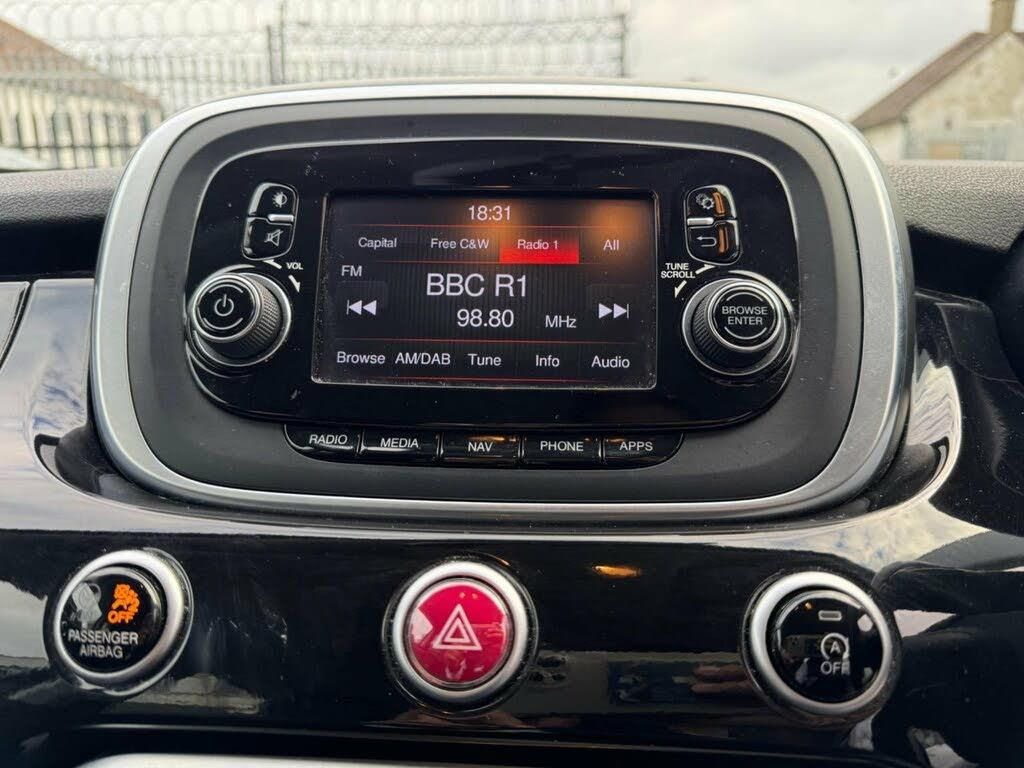 18:31
Capital Free C&W Radio 1 All
FM
BBC R1
98.80 MHz
Browse AM/DAB Tune Info Audio
VOL
TUNE
SCROLL
BROWSE
ENTER
RADIO MEDIA NAV PHONE APPS
OFF
PASSENGER
AIRBAG
A
OFF